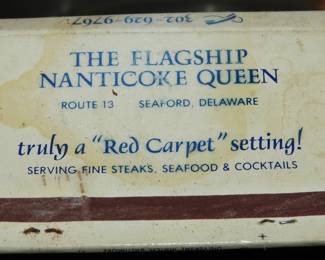 302-629-9767
THE FLAGSHIP
NANTICOKE QUEEN
ROUTE 13 SEAFORD, DELAWARE
truly a "Red Carpet" setting!
SERVING FINE STEAKS, SEAFOOD & COCKTAILS